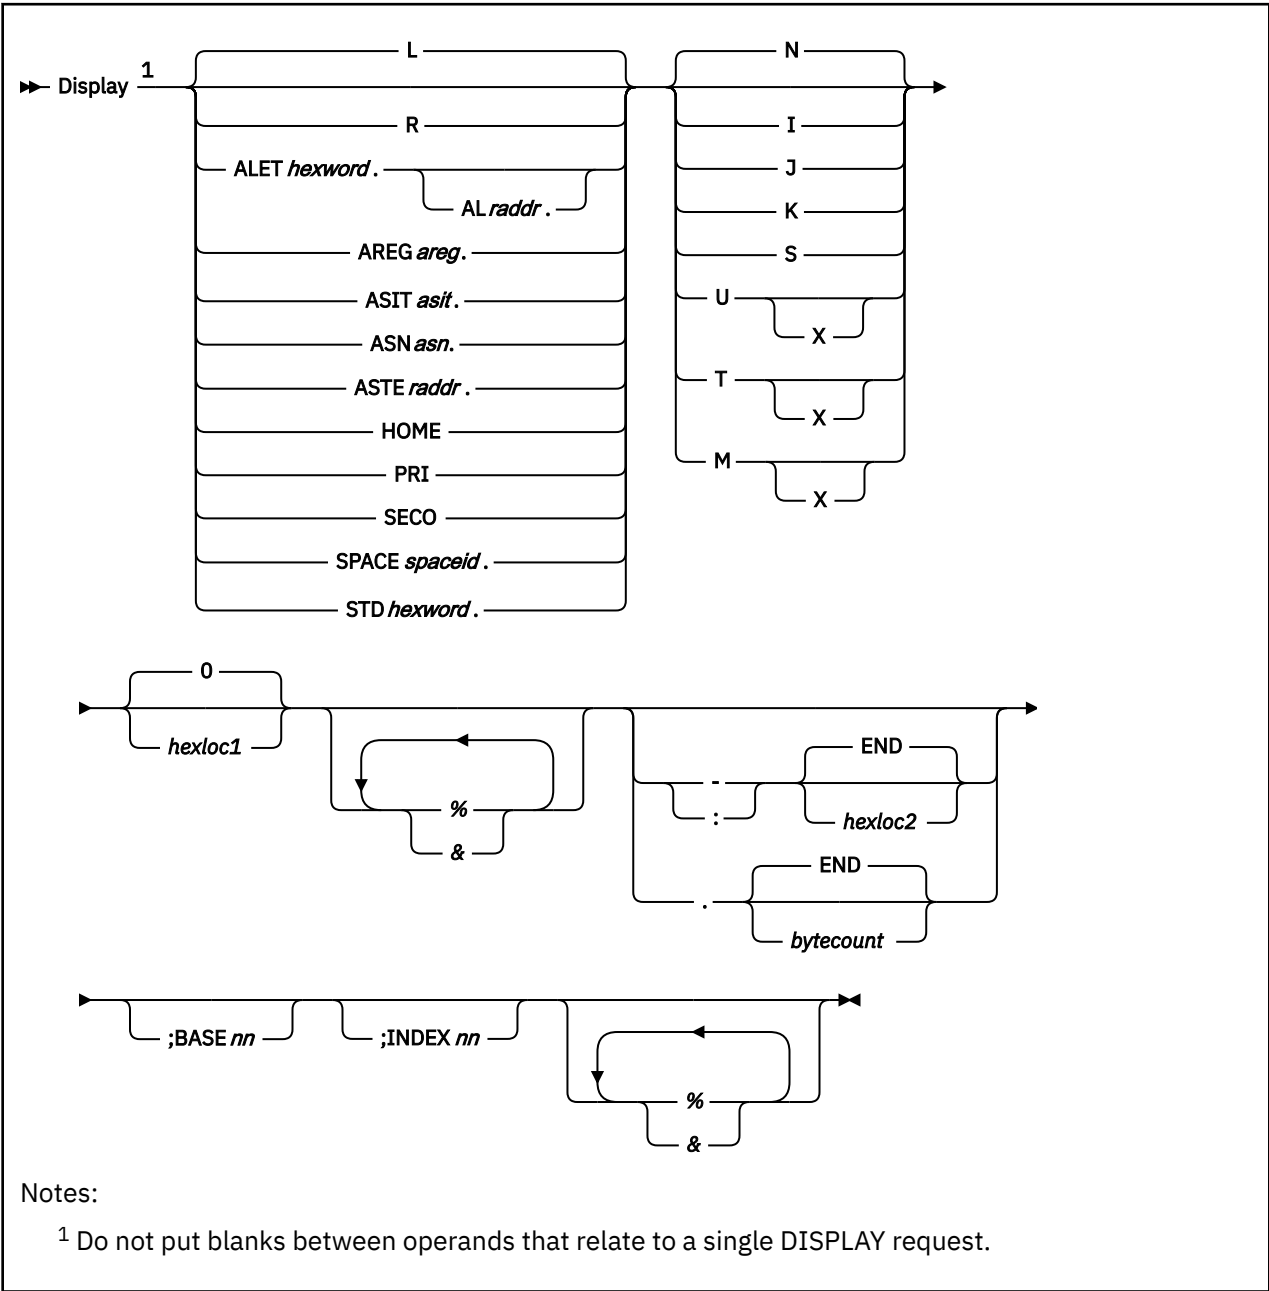 L
N
Display 1
R
I
ALET hexword .
J
AL raddr .
K
AREG areg.
S
ASIT asit .
U
X
ASN asn.
ASTE raddr .
T
X
HOME
PRI
M
X
SECO
SPACE spaceid .
STD hexword .
0
hexloc1
%
&
-
:
END
hexloc2
.
END
bytecount
;BASE nn
;INDEX nn
%
&
Notes:
1 Do not put blanks between operands that relate to a single DISPLAY request.